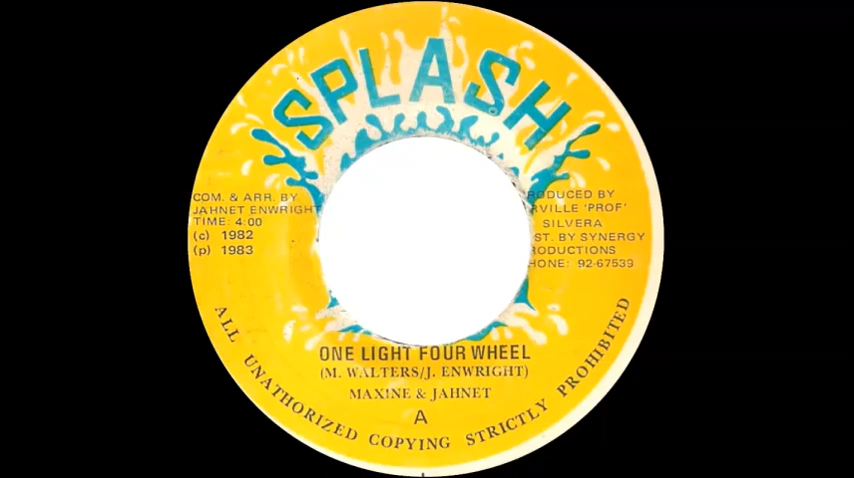 SPLASH
COM. & ARR. BY
JAHNET ENWRIGHT
TIME: 4:00
(c) 1982
(p) 1983
RODUCED BY
RVILLE 'PROF'
SILVERA
ST. BY SYNERGY
RODUCTIONS
HONE: 92-67539
ONE LIGHT FOUR WHEEL
(M. WALTERS/J. ENWRIGHT)
MAXINE & JAHNET
A
ALL UNATHORIZED COPYING STRICTLY PROHIBITED